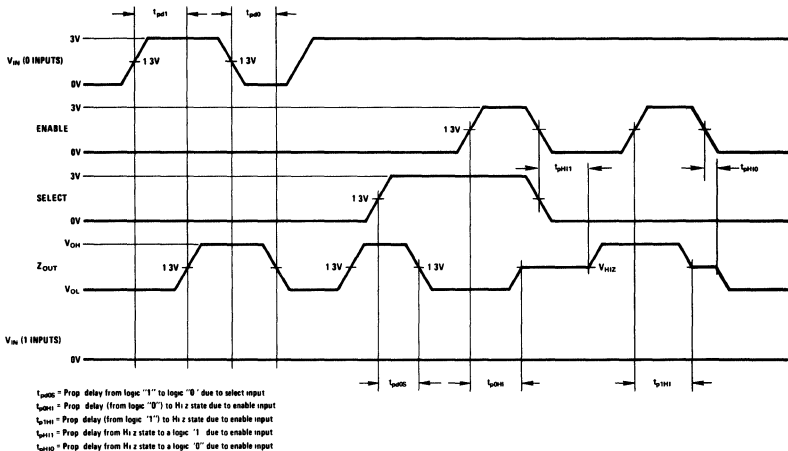 tpd1
tpd0
3V
VIN (0 INPUTS)
1 3V
1 3V
0V
3V
ENABLE
1 3V
0V
tpHI1
tpHI0
3V
SELECT
1 3V
0V
VOH
ZOUT
1 3V
1 3V
1 3V
VHIZ
VOL
VIN (1 INPUTS)
0V
tpd0S
tp0HI
tp1HI
tpd0S = Prop delay from logic "1" to logic "0' due to select input
tp0HI = Prop delay (from logic "0") to HI z state due to enable input
tp1HI = Prop delay (from logic '1") to HI z state due to enable input
tpHI1 = Prop delay from HI z state to a logic '1 due to enable input
tpHI0 = Prop delay from HI z state to a logic '0" due to enable input